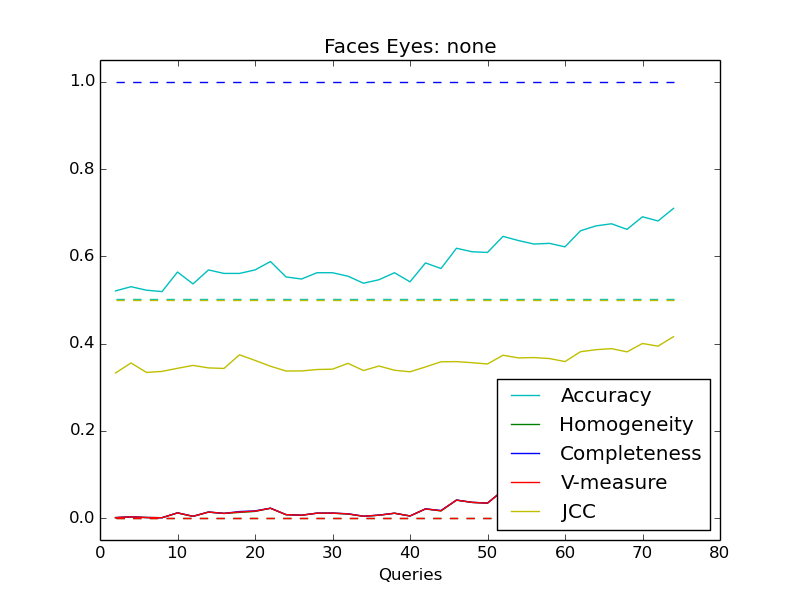 Faces Eyes: none
1.0
0.8
0.6
0.4
0.2
0.0
Accuracy
Homogeneity
Completeness
V-measure
JCC
0 10 20 30 40 50 60 70 80
Queries